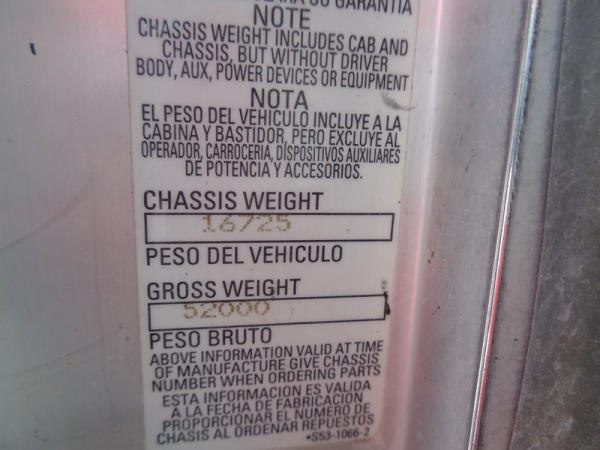 GARANTIA
NOTE
CHASSIS WEIGHT INCLUDES CAB AND
CHASSIS, BUT WITHOUT DRIVER
BODY, AUX, POWER DEVICES OR EQUIPMENT
NOTA
EL PESO DEL VEHICULO INCLUYE A LA
CABINA Y BASTIDOR, PERO EXCLUYE AL
OPERADOR, CARROCERIA, DISPOSITIVOS AUXILIARES
DE POTENCIA Y ACCESORIOS.
CHASSIS WEIGHT
16725
PESO DEL VEHICULO
GROSS WEIGHT
52000
PESO BRUTO
ABOVE INFORMATION VALID AT TIME
OF MANUFACTURE GIVE CHASSIS
NUMBER WHEN ORDERING PARTS
ESTA INFORMACION ES VALIDA
A LA FECHA DE FABRICACION
PROPORCIONAR EL NUMERO DE
CHASIS AL ORDENAR REPUESTOS
•S53-1066-2